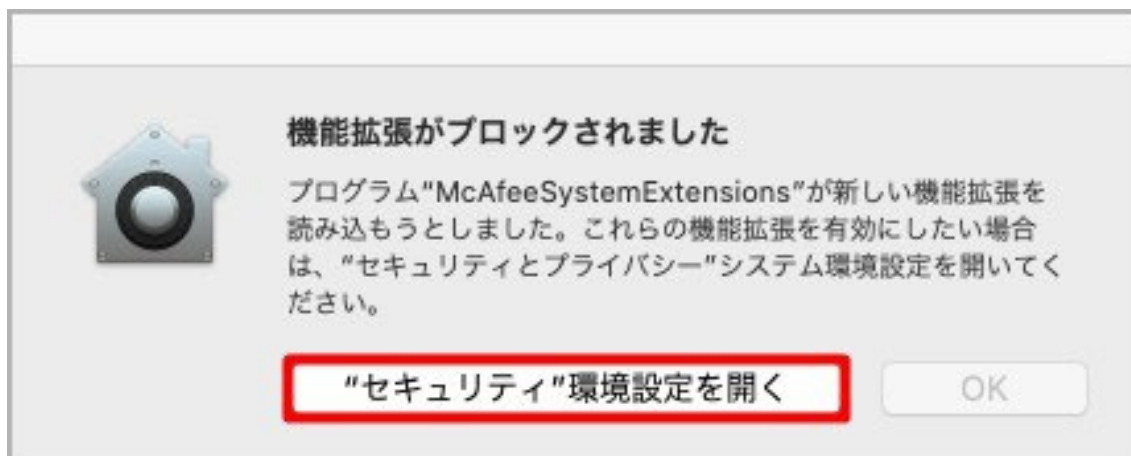 機能拡張がブロックされました
プログラム“McAfeeSystemExtensions”が新しい機能拡張を
読み込もうとしました。これらの機能拡張を有効にしたい場合
は、“セキュリティとプライバシー”システム環境設定を開いてく
ださい。
“セキュリティ”環境設定を開く
OK